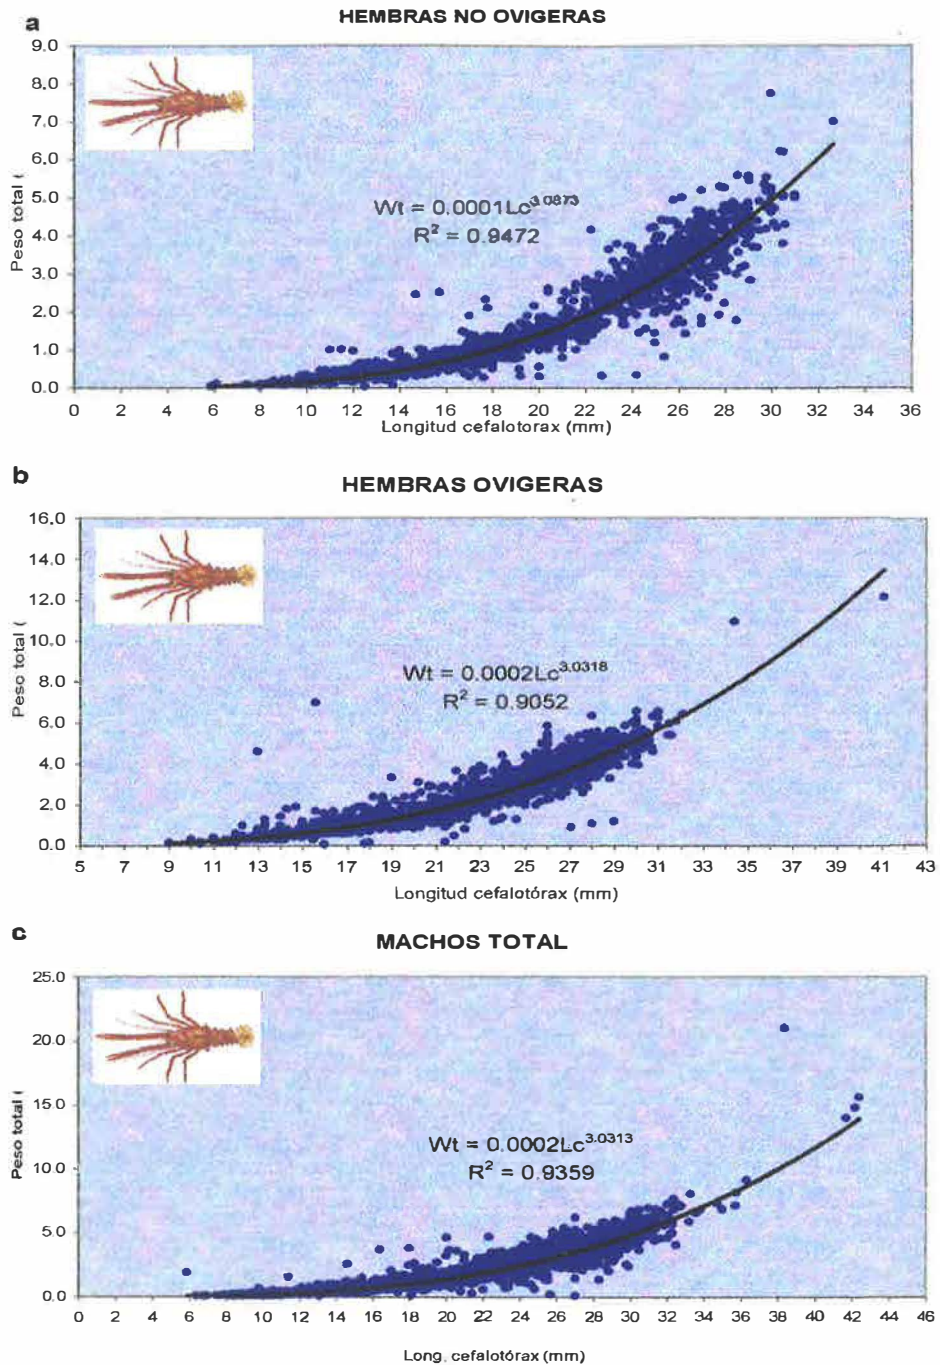 a
HEMBRAS NO OVIGERAS
9.0
8.0
7.0
6.0
5.0
4.0
3.0
2.0
1.0
0.0
Peso total (
Wt = 0.0001Lc^3.0873
R² = 0.9472
0 2 4 6 8 10 12 14 16 18 20 22 24 26 28 30 32 34 36
Longitud cefalotorax (mm)
b
HEMBRAS OVIGERAS
16.0
14.0
12.0
10.0
8.0
6.0
4.0
2.0
0.0
Peso total (
Wt = 0.0002Lc^3.0318
R² = 0.9052
5 7 9 11 13 15 17 19 21 23 25 27 29 31 33 35 37 39 41 43
Longitud cefalotórax (mm)
c
MACHOS TOTAL
25.0
20.0
15.0
10.0
5.0
0.0
Peso total (
Wt = 0.0002Lc^3.0313
R² = 0.9359
0 2 4 6 8 10 12 14 16 18 20 22 24 26 28 30 32 34 36 38 40 42 44 46
Long. cefalotórax (mm)